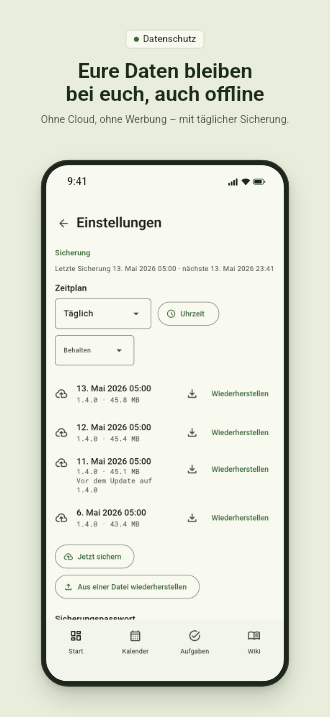 Datenschutz
Eure Daten bleiben
bei euch, auch offline
Ohne Cloud, ohne Werbung – mit täglicher Sicherung.
9:41
Einstellungen
Sicherung
Letzte Sicherung 13. Mai 2026 05:00 · nächste 13. Mai 2026 23:41
Zeitplan
Täglich
Uhrzeit
Behalten
13. Mai 2026 05:00
1.4.0 · 45.8 MB
Wiederherstellen
12. Mai 2026 05:00
1.4.0 · 45.4 MB
Wiederherstellen
11. Mai 2026 05:00
1.4.0 · 45.1 MB
Vor dem Update auf
1.4.0
Wiederherstellen
6. Mai 2026 05:00
1.4.0 · 43.4 MB
Wiederherstellen
Jetzt sichern
Aus einer Datei wiederherstellen
Sicherungspasswort
Start
Kalender
Aufgaben
Wiki